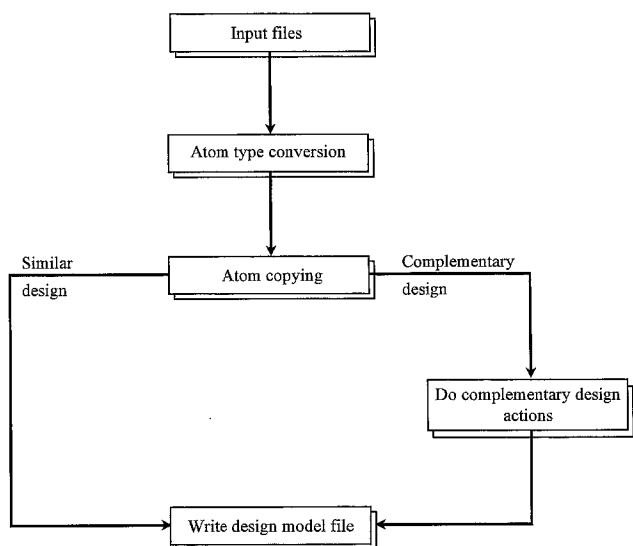 Input files
Atom type conversion
Similar
design
Atom copying
Complementary
design
Do complementary design
actions
Write design model file